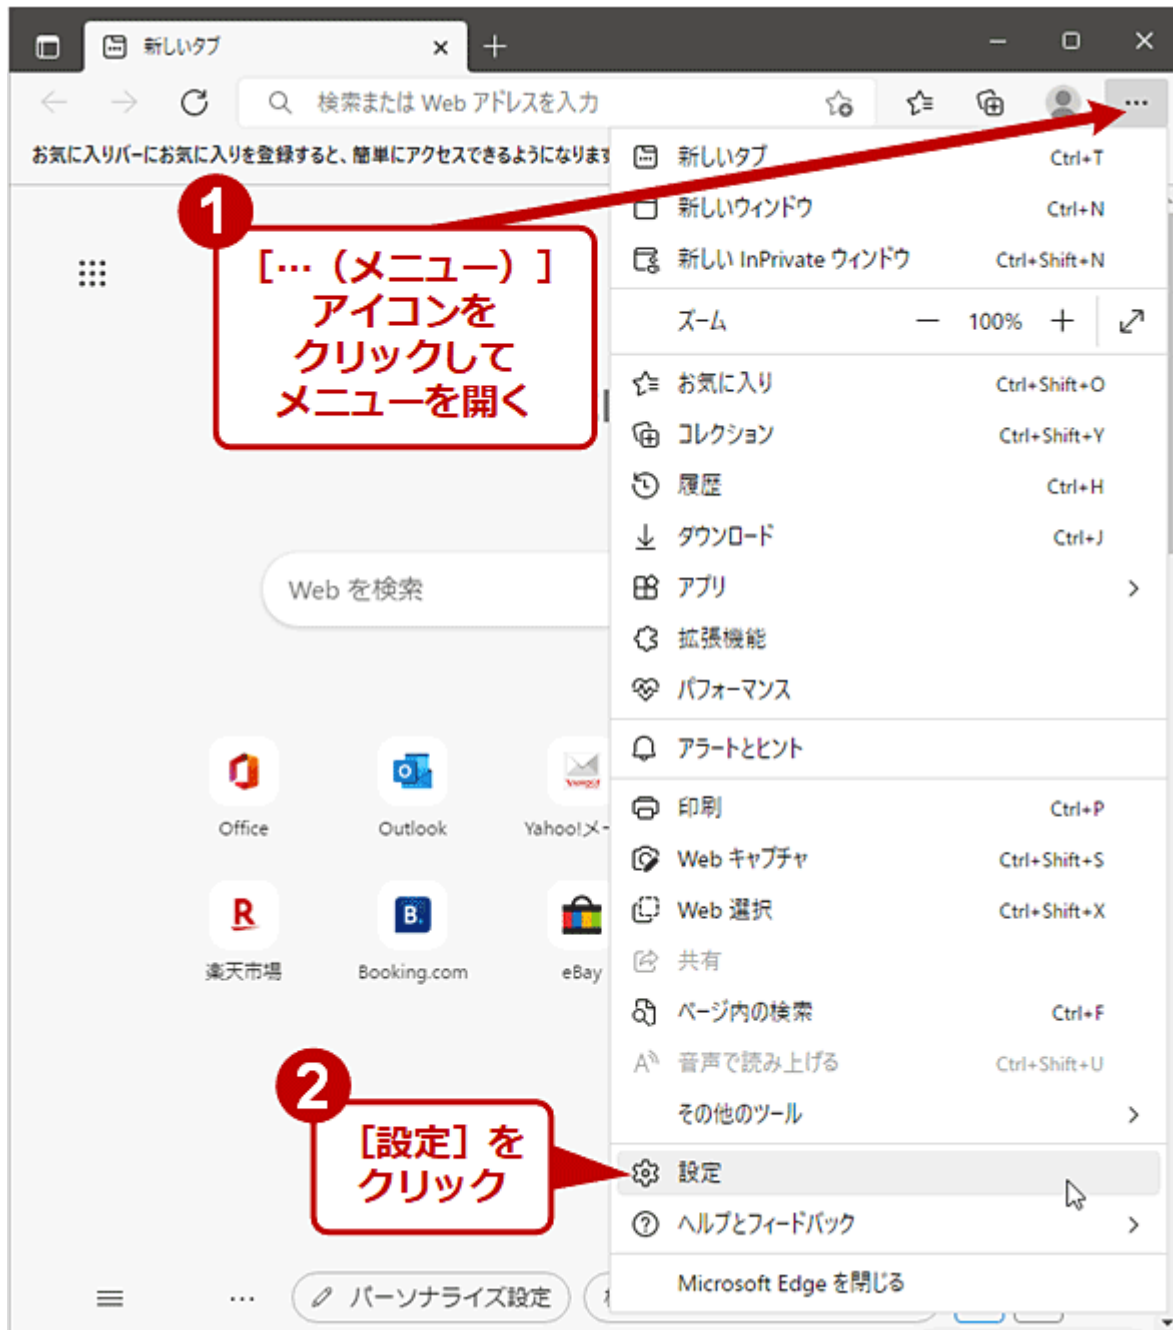 新しいタブ
検索または Web アドレスを入力
お気に入りバーにお気に入りを登録すると、簡単にアクセスできるようになります
1
［…（メニュー）］
アイコンを
クリックして
メニューを開く
新しいタブ Ctrl+T
新しいウィンドウ Ctrl+N
新しい InPrivate ウィンドウ Ctrl+Shift+N
ズーム 100%
お気に入り Ctrl+Shift+O
コレクション Ctrl+Shift+Y
履歴 Ctrl+H
ダウンロード Ctrl+J
アプリ
拡張機能
パフォーマンス
アラートとヒント
印刷 Ctrl+P
Web キャプチャ Ctrl+Shift+S
Web 選択 Ctrl+Shift+X
共有
ページ内の検索 Ctrl+F
音声で読み上げる Ctrl+Shift+U
その他のツール
設定
ヘルプとフィードバック
Microsoft Edge を閉じる
Web を検索
Office
Outlook
Yahoo!メー
楽天市場
Booking.com
eBay
2
［設定］を
クリック
パーソナライズ設定